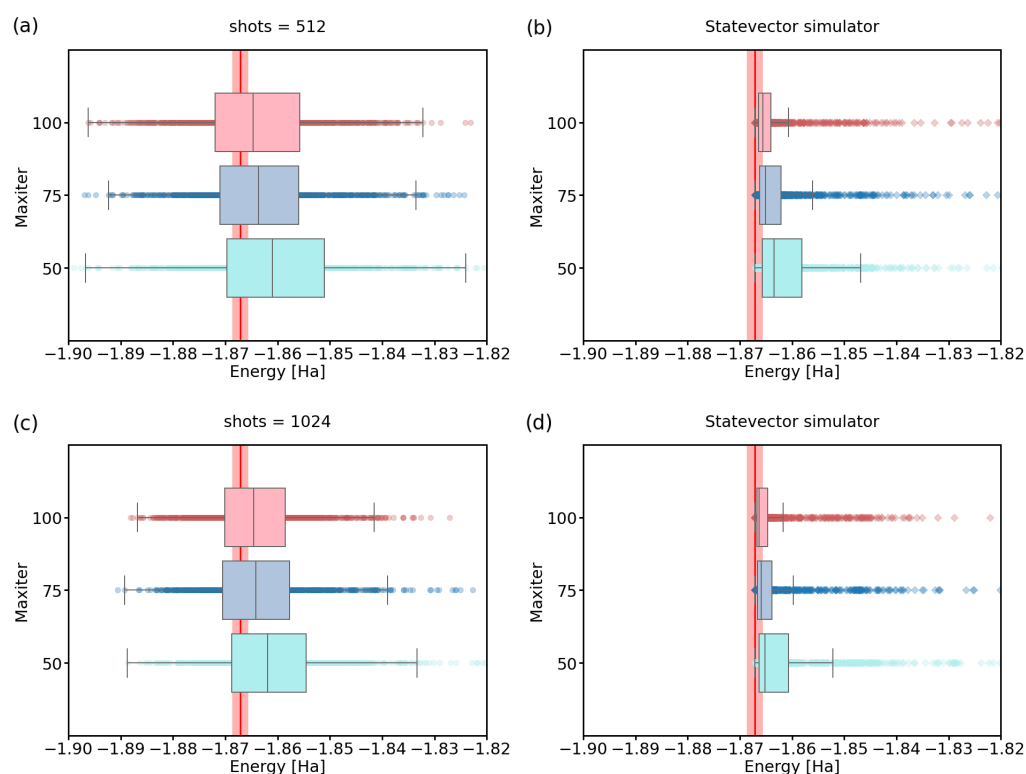 (a)
shots = 512
Maxiter
100
75
50
−1.90 −1.89 −1.88 −1.87 −1.86 −1.85 −1.84 −1.83 −1.82
Energy [Ha]
(b)
Statevector simulator
Maxiter
100
75
50
−1.90 −1.89 −1.88 −1.87 −1.86 −1.85 −1.84 −1.83 −1.82
Energy [Ha]
(c)
shots = 1024
Maxiter
100
75
50
−1.90 −1.89 −1.88 −1.87 −1.86 −1.85 −1.84 −1.83 −1.82
Energy [Ha]
(d)
Statevector simulator
Maxiter
100
75
50
−1.90 −1.89 −1.88 −1.87 −1.86 −1.85 −1.84 −1.83 −1.82
Energy [Ha]